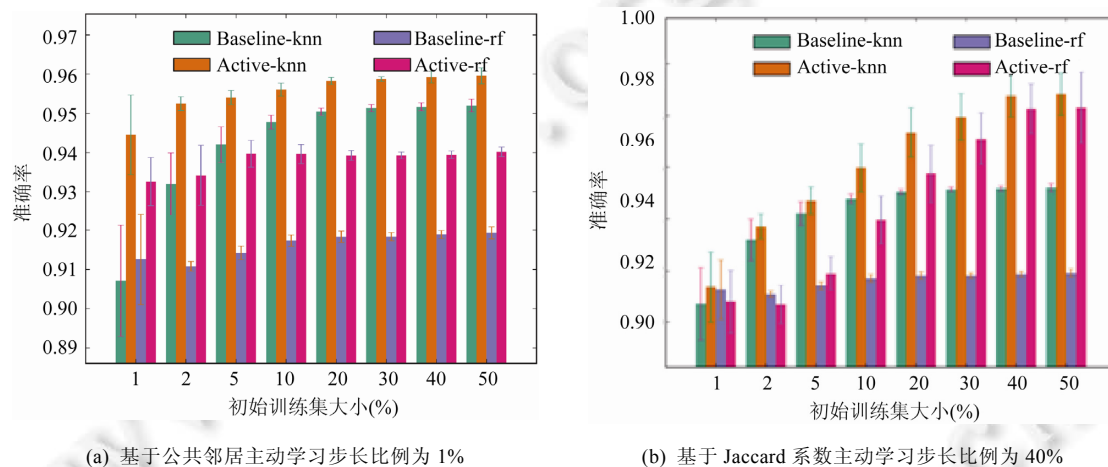 0.97
0.96
0.95
0.94
0.93
0.92
0.91
0.90
0.89
准确率
Baseline-knn
Baseline-rf
Active-knn
Active-rf
1 2 5 10 20 30 40 50
初始训练集大小(%)
(a) 基于公共邻居主动学习步长比例为 1%
1.00
0.98
0.96
0.94
0.92
0.90
准确率
Baseline-knn
Baseline-rf
Active-knn
Active-rf
1 2 5 10 20 30 40 50
初始训练集大小(%)
(b) 基于 Jaccard 系数主动学习步长比例为 40%